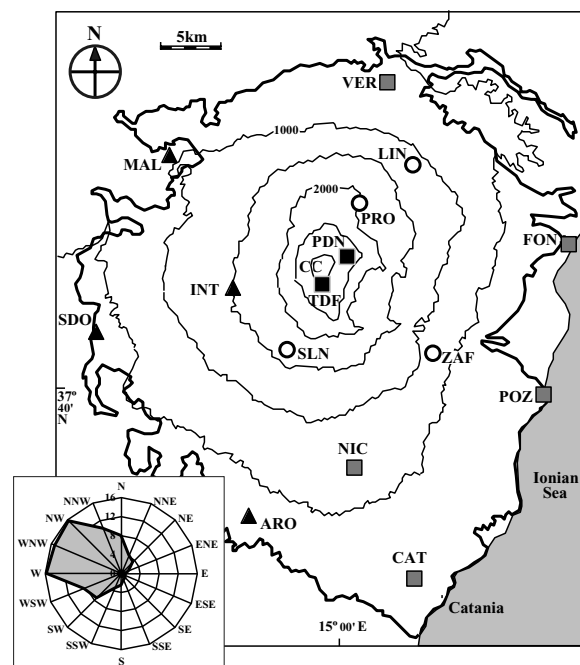 N
5km
VER
1000
MAL
LIN
2000
PRO
PDN
FON
CC
INT
TDF
SDO
SLN
ZAF
37°
40'
POZ
NIC
Ionian
Sea
ARO
CAT
Catania
15° 00' E
N
NNW
16
NNE
NW
12
NE
WNW
8
ENE
4
W
0
E
WSW
ESE
SW
SE
SSW
SSE
S